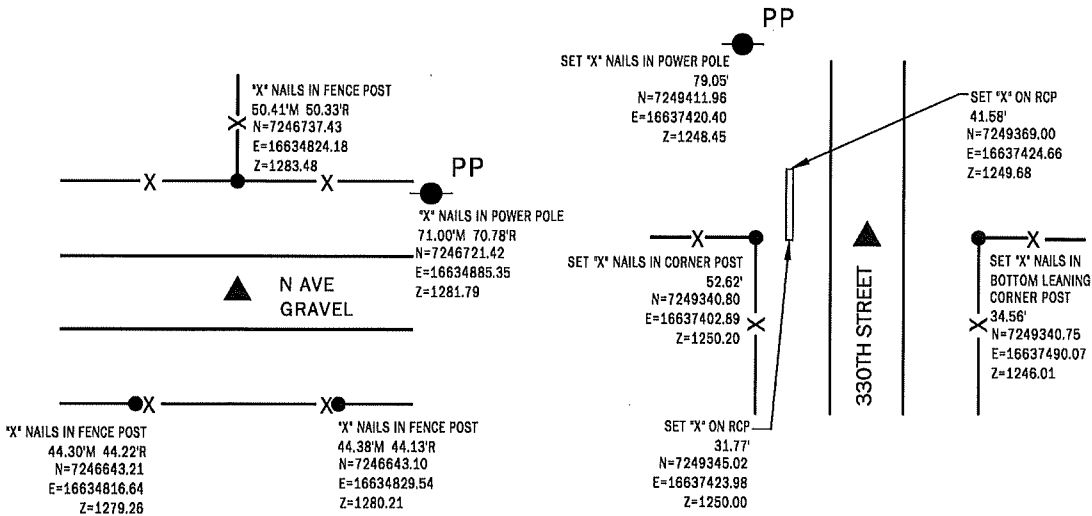 "X" NAILS IN FENCE POST
50.41'M 50.33'R
N=7246737.43
E=16634824.18
Z=1283.48
X
X
X
PP
"X" NAILS IN POWER POLE
71.00'M 70.78'R
N=7246721.42
E=16634885.35
Z=1281.79
N AVE
GRAVEL
X
X
"X" NAILS IN FENCE POST
44.30'M 44.22'R
N=7246643.21
E=16634816.64
Z=1279.26
"X" NAILS IN FENCE POST
44.38'M 44.13'R
N=7246643.10
E=16634829.54
Z=1280.21
PP
SET "X" NAILS IN POWER POLE
79.05'
N=7249411.96
E=16637420.40
Z=1248.45
SET "X" ON RCP
41.58'
N=7249369.00
E=16637424.66
Z=1249.68
X
X
SET "X" NAILS IN CORNER POST
52.62'
N=7249340.80
E=16637402.89
Z=1250.20
X
330TH STREET
X
SET "X" NAILS IN
BOTTOM LEANING
CORNER POST
34.56'
N=7249340.75
E=16637490.07
Z=1246.01
SET "X" ON RCP
31.77'
N=7249345.02
E=16637423.98
Z=1250.00